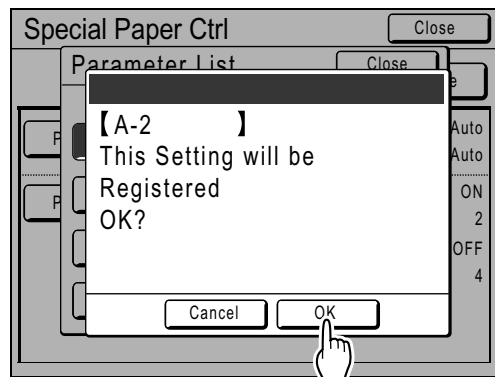 Special Paper Ctrl
Close
Parameter List
Close
e
【A-2 】
This Setting will be
Registered
OK?
P
P
Auto
Auto
ON
2
OFF
4
Cancel
OK